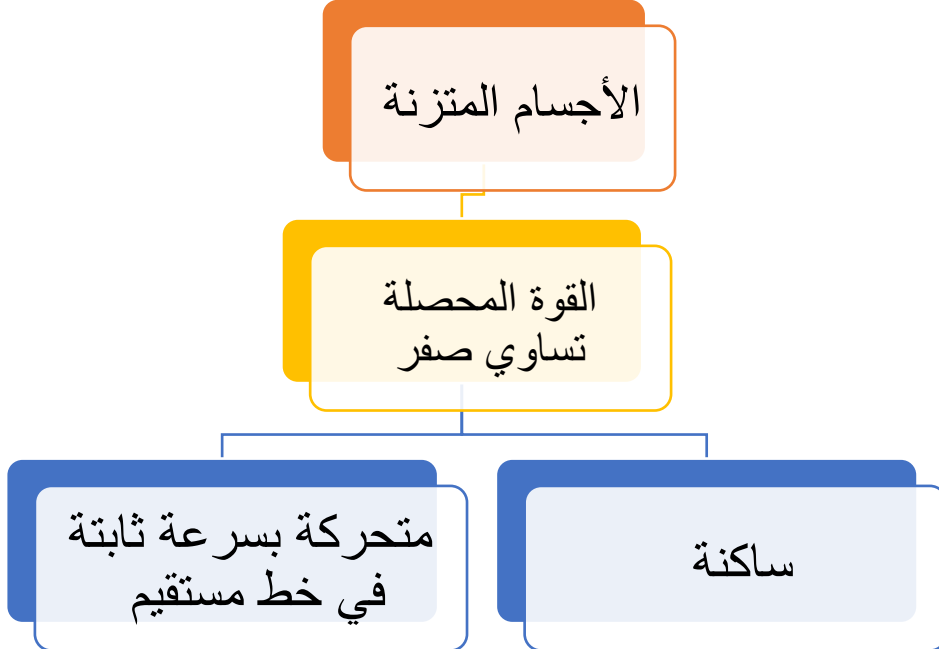 الأجسام المتزنة
القوة المحصلة
تساوي صفر
ساكنة
متحركة بسرعة ثابتة
في خط مستقيم